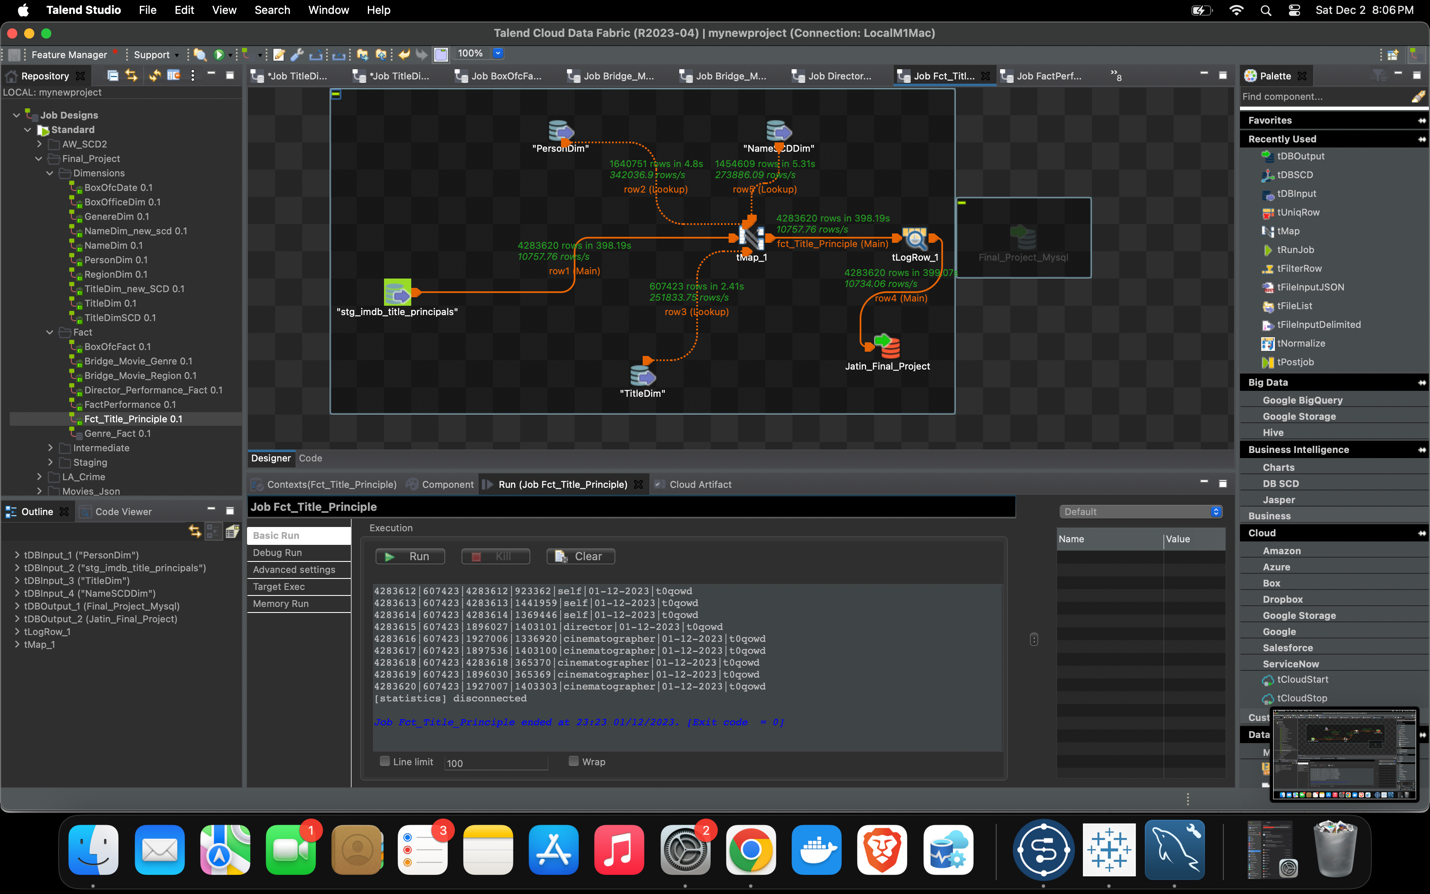 Talend Studio File Edit View Search Window Help Sat Dec 2 8:06 PM
Talend Cloud Data Fabric (R2023-04) | mynewproject (Connection: LocalM1Mac)
Feature Manager Support 100%
Repository
LOCAL: mynewproject
Job Designs
Standard
AW_SCD2
Final_Project
Dimensions
BoxOfcDate 0.1
BoxOfficeDim 0.1
GenereDim 0.1
NameDim_new_scd 0.1
NameDim 0.1
PersonDim 0.1
RegionDim 0.1
TitleDim_new_SCD 0.1
TitleDim 0.1
TitleDimSCD 0.1
Fact
BoxOfcFact 0.1
Bridge_Movie_Genre 0.1
Bridge_Movie_Region 0.1
Director_Performance_Fact 0.1
FactPerformance 0.1
Fct_Title_Principle 0.1
Genre_Fact 0.1
Intermediate
Staging
LA_Crime
Movies_Json
Outline Code Viewer
tDBInput_1 ("PersonDim")
tDBInput_2 ("stg_imdb_title_principals")
tDBInput_3 ("TitleDim")
tDBInput_4 ("NameSCDDim")
tDBOutput_1 (Final_Project_Mysql)
tDBOutput_2 (Jatin_Final_Project)
tLogRow_1
tMap_1
*Job TitleDi... *Job TitleDi... Job BoxOfcFa... Job Bridge_M... Job Bridge_M... Job Director... Job Fct_Titl... Job FactPerf... »8
"PersonDim"
"NameSCDDim"
1640751 rows in 4.8s
342036.9 rows/s
row2 (Lookup)
1454609 rows in 5.31s
273886.09 rows/s
row5 (Lookup)
4283620 rows in 398.19s
10757.76 rows/s
fct_Title_Principle (Main)
tMap_1
tLogRow_1
Final_Project_Mysql
4283620 rows in 398.19s
10757.76 rows/s
row1 (Main)
4283620 rows in 399.07
10734.06 rows/s
row4 (Main)
607423 rows in 2.41s
251833.75 rows/s
row3 (Lookup)
"stg_imdb_title_principals"
Jatin_Final_Project
"TitleDim"
Designer Code
Contexts(Fct_Title_Principle) Component Run (Job Fct_Title_Principle) Cloud Artifact
Job Fct_Title_Principle
Basic Run
Debug Run
Advanced settings
Target Exec
Memory Run
Execution
Run Kill Clear
4283612|607423|4283612|923362|self|01-12-2023|t0qowd
4283613|607423|4283613|1441959|self|01-12-2023|t0qowd
4283614|607423|4283614|1369446|self|01-12-2023|t0qowd
4283615|607423|1896027|1403101|director|01-12-2023|t0qowd
4283616|607423|1927006|1336920|cinematographer|01-12-2023|t0qowd
4283617|607423|1897536|1403100|cinematographer|01-12-2023|t0qowd
4283618|607423|4283618|365370|cinematographer|01-12-2023|t0qowd
4283619|607423|1896030|365369|cinematographer|01-12-2023|t0qowd
4283620|607423|1927007|1403303|cinematographer|01-12-2023|t0qowd
[statistics] disconnected
Job Fct_Title_Principle ended at 23:23 01/12/2023. [Exit code = 0]
Line limit 100 Wrap
Default
Name Value
Palette
Find component...
Favorites
Recently Used
tDBOutput
tDBSCD
tDBInput
tUniqRow
tMap
tRunJob
tFilterRow
tFileInputJSON
tFileList
tFileInputDelimited
tNormalize
tPostjob
Big Data
Google BigQuery
Google Storage
Hive
Business Intelligence
Charts
DB SCD
Jasper
Business
Cloud
Amazon
Azure
Box
Dropbox
Google Storage
Google
Salesforce
ServiceNow
tCloudStart
tCloudStop
Cust
Data
M
1
3
2